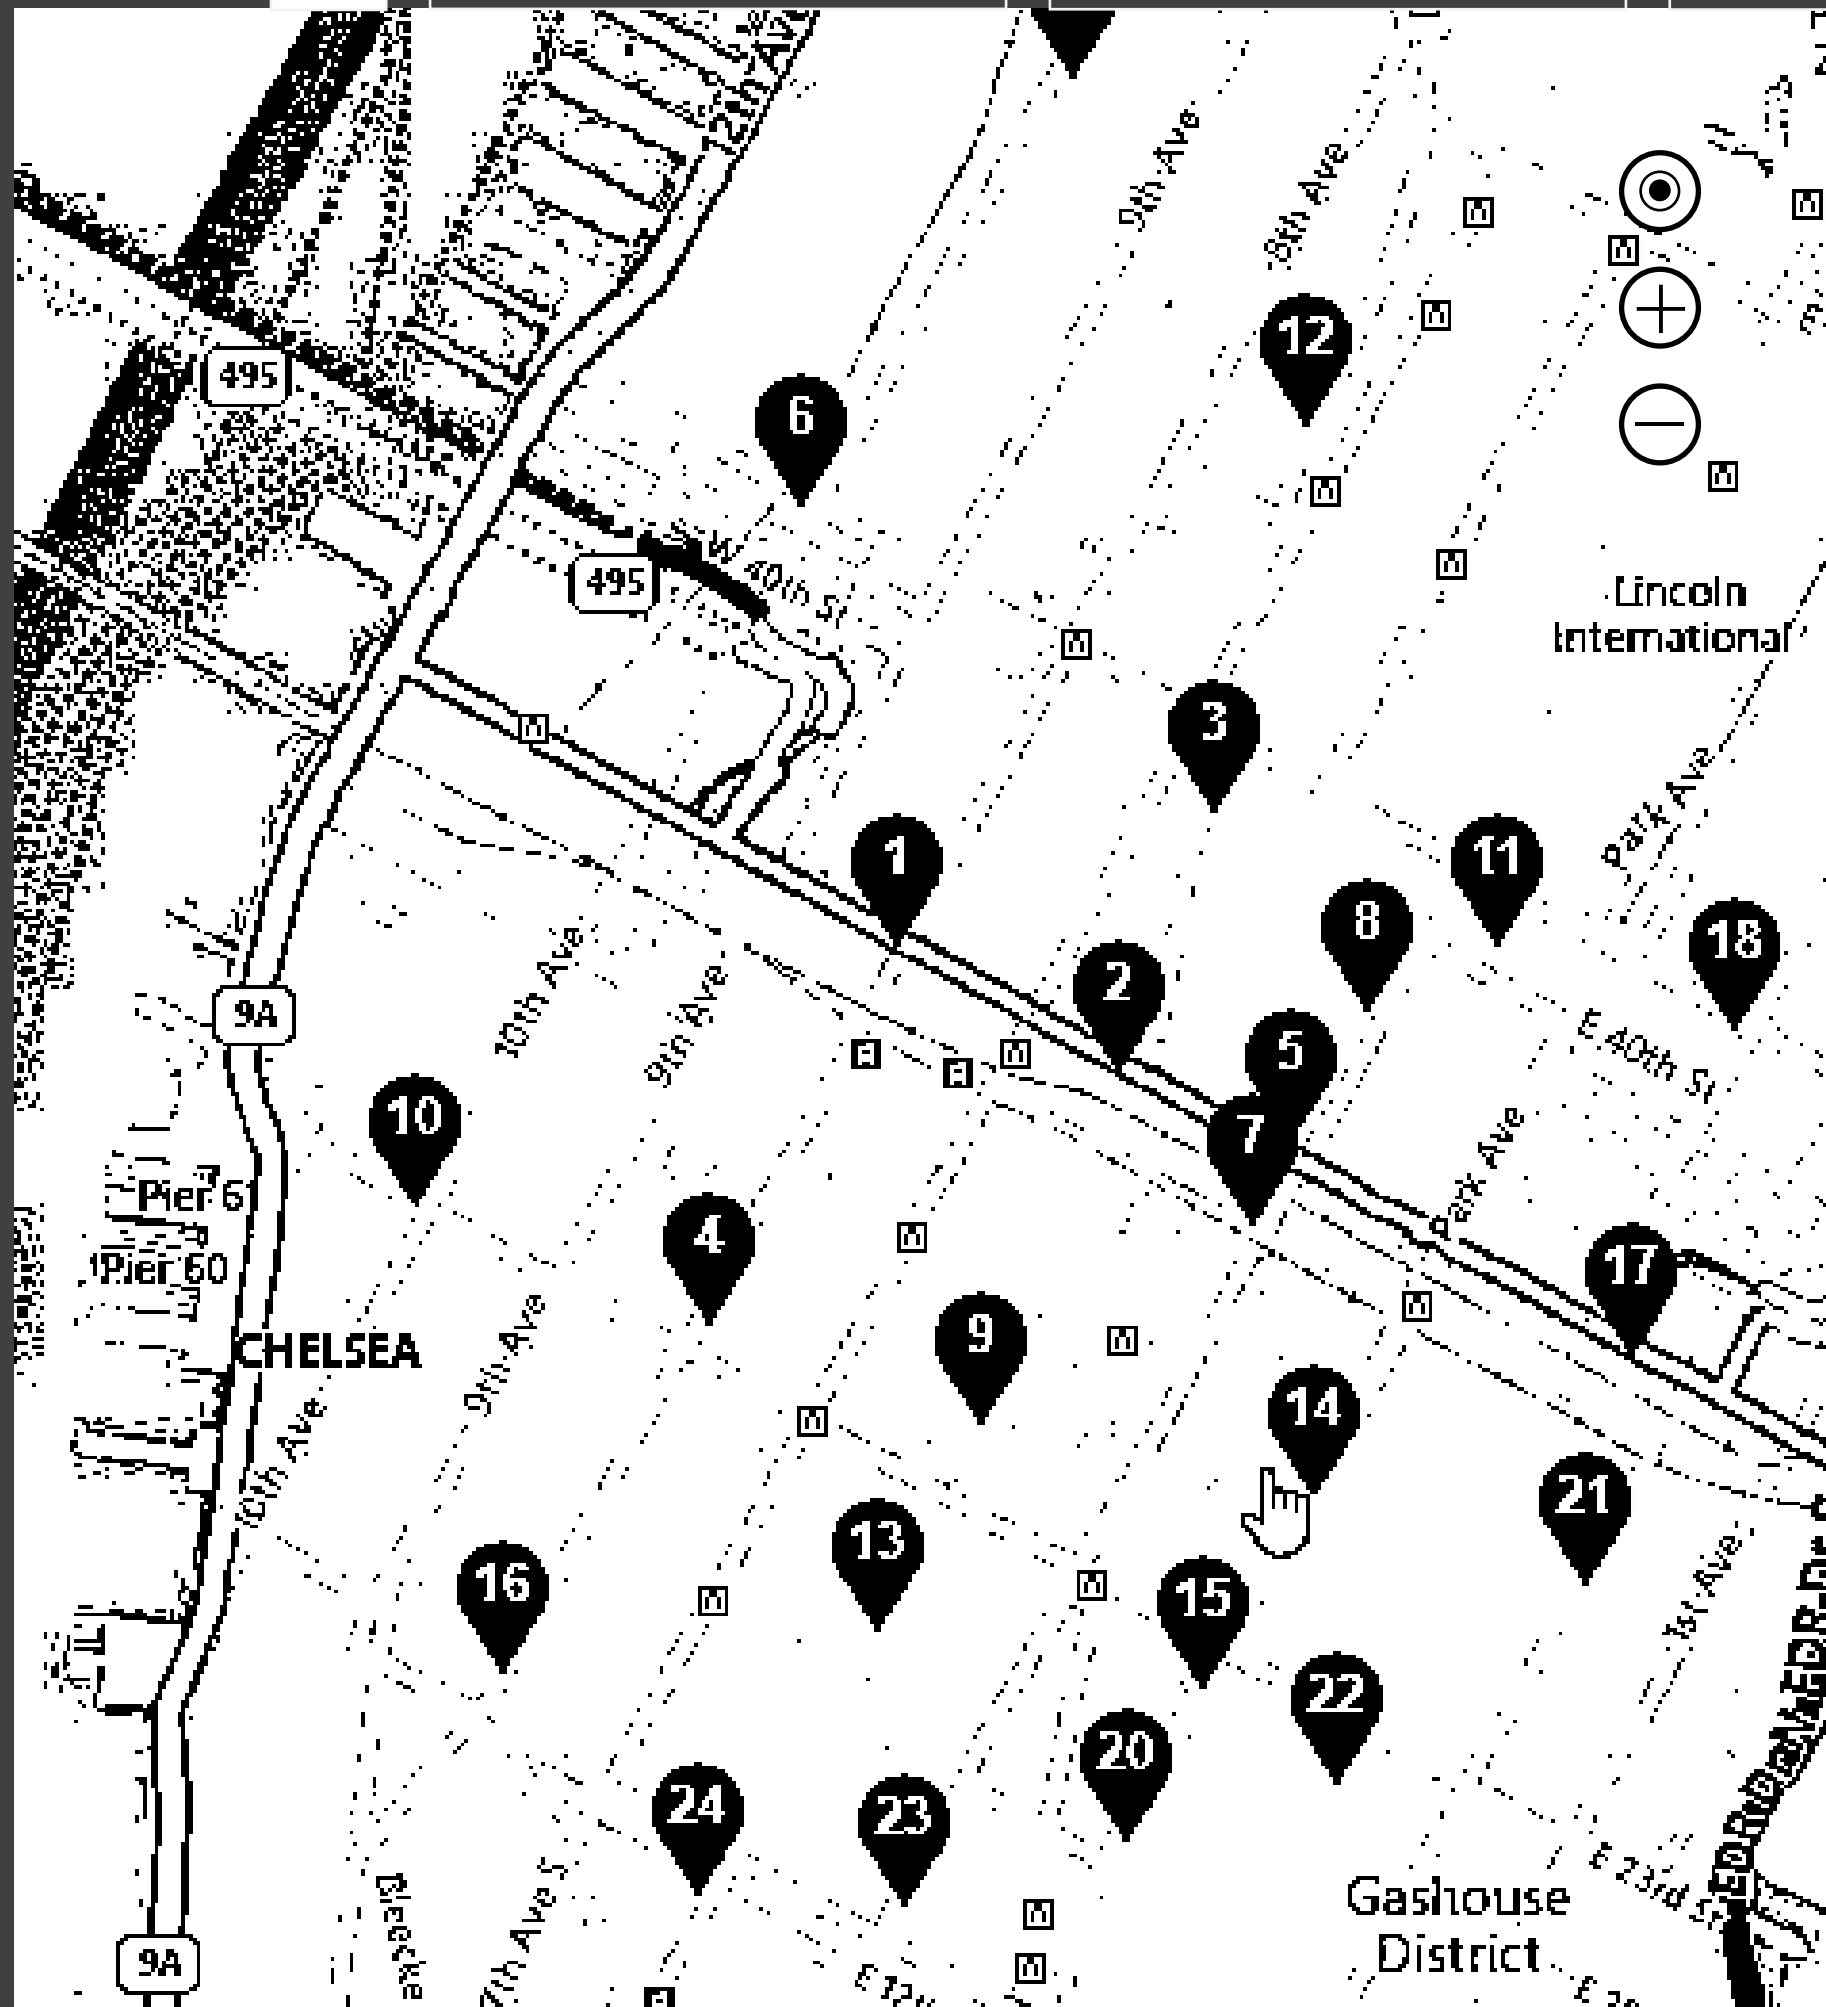 12th Ave
9th Ave
8th Ave
12
495
6
W 40th St
495
Lincoln
International
3
Park Ave
1
11
8
18
10th Ave
9th Ave
2
9A
5
E 40th St
10
7
Park Ave
Pier 61
4
17
Pier 60
9th Ave
9
CHELSEA
10th Ave
14
21
13
16
15
1st Ave
22
20
24
23
E 23rd St
Gashouse
District
7th Ave S
9A